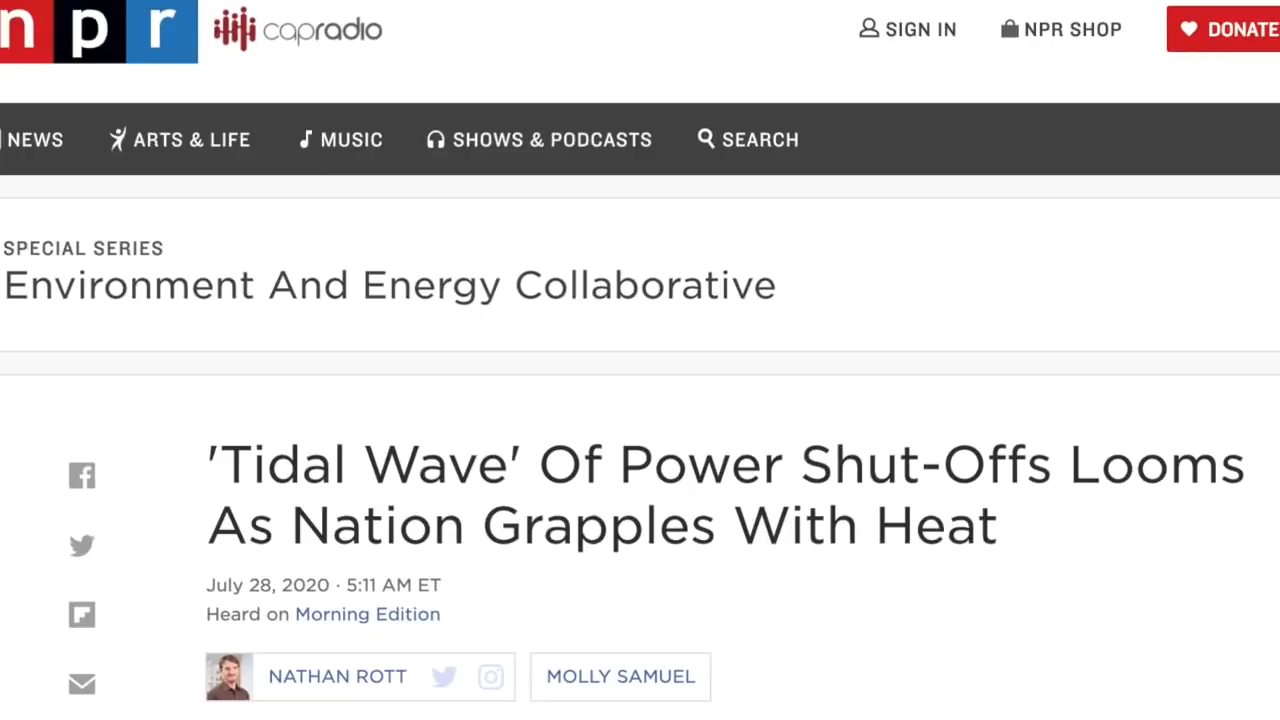 npr capradio
SIGN IN NPR SHOP DONATE
NEWS ARTS & LIFE MUSIC SHOWS & PODCASTS SEARCH
SPECIAL SERIES
Environment And Energy Collaborative
'Tidal Wave' Of Power Shut-Offs Looms
As Nation Grapples With Heat
July 28, 2020 · 5:11 AM ET
Heard on Morning Edition
NATHAN ROTT MOLLY SAMUEL